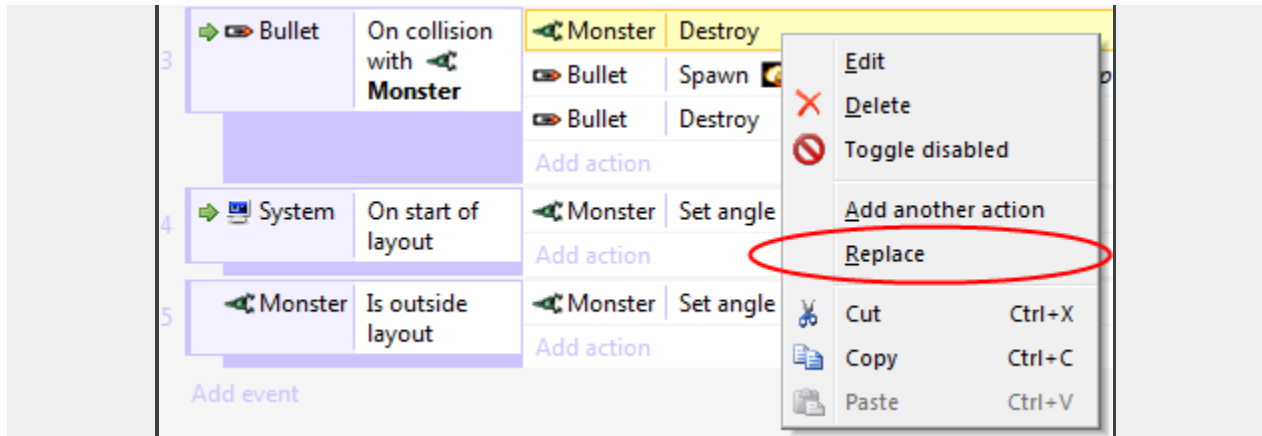 3
Bullet On collision with Monster
Monster Destroy
Bullet Spawn
Bullet Destroy
Add action
4
System On start of layout
Monster Set angle
Add action
5
Monster Is outside layout
Monster Set angle
Add action
Add event
Edit
Delete
Toggle disabled
Add another action
Replace
Cut Ctrl+X
Copy Ctrl+C
Paste Ctrl+V